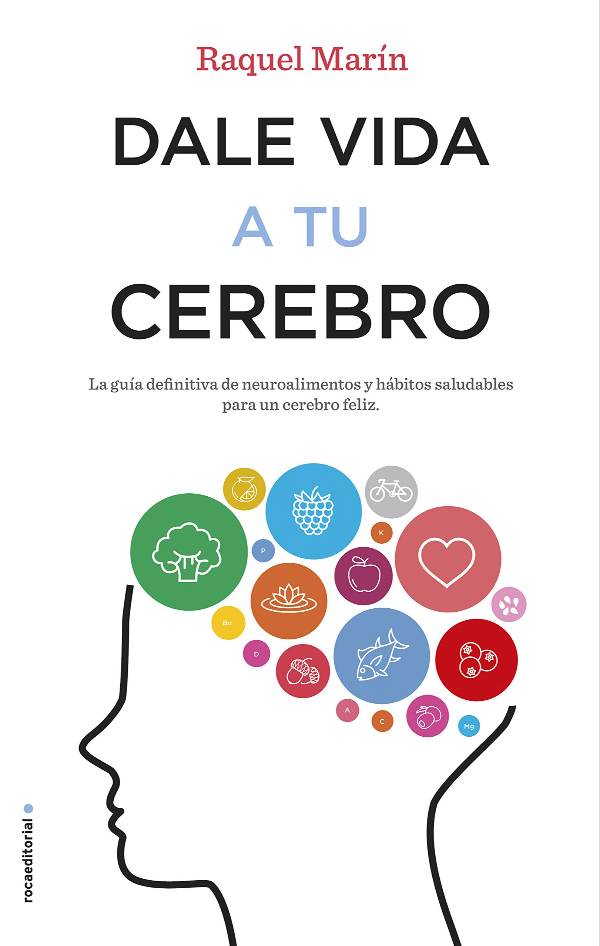 Raquel Marín
DALE VIDA
A TU
CEREBRO
La guía definitiva de neuroalimentos y hábitos saludables
para un cerebro feliz.
K
P
B12
D
A
C
Mg
rocaeditorial